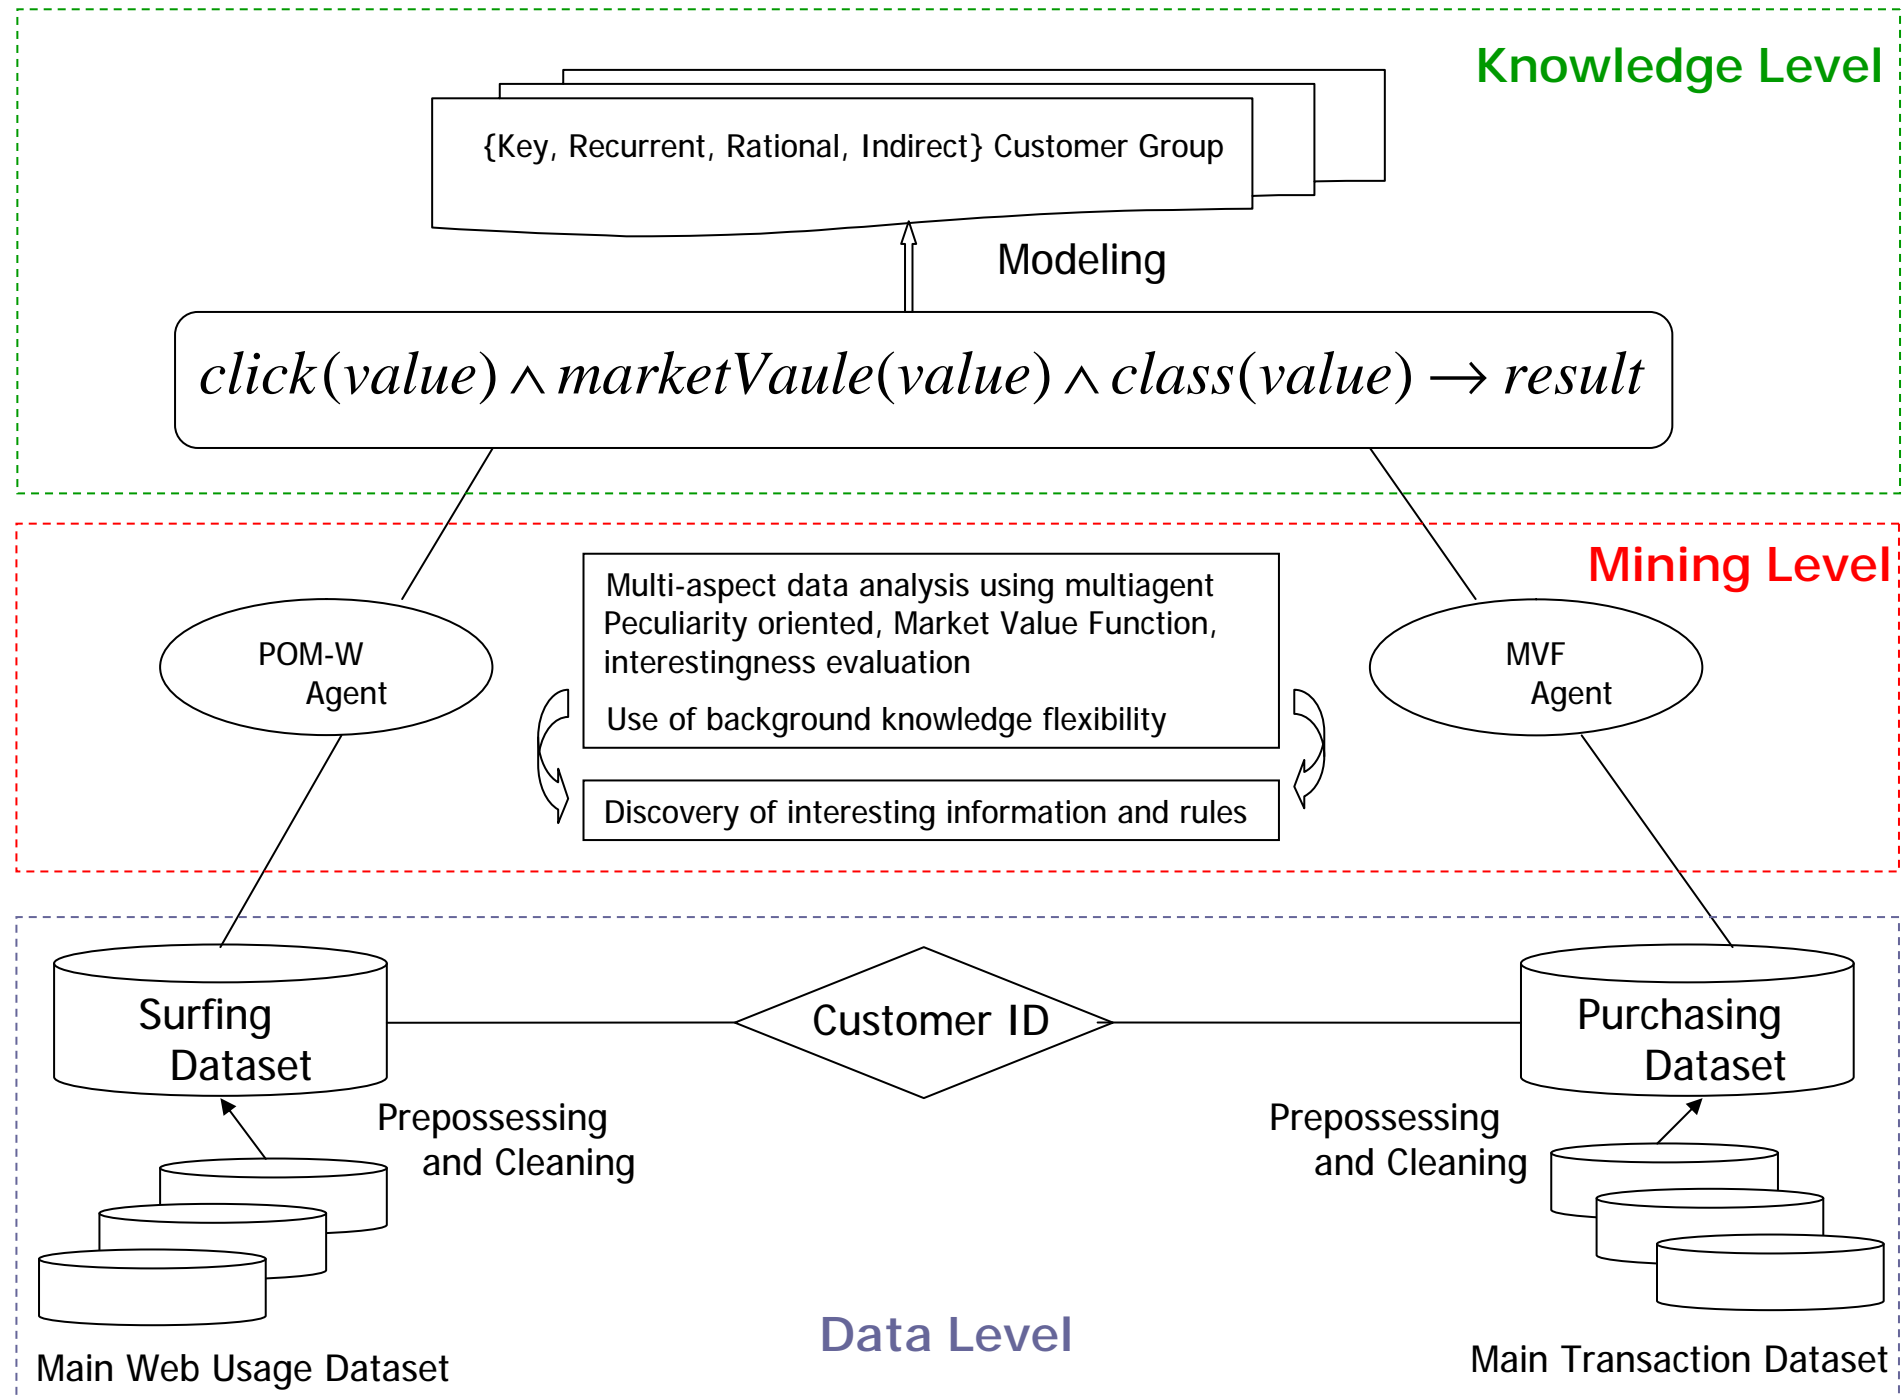 Knowledge Level
{Key, Recurrent, Rational, Indirect} Customer Group
Modeling
click(value) ∧ marketVaule(value) ∧ class(value) → result
Mining Level
Multi-aspect data analysis using multiagent
Peculiarity oriented, Market Value Function,
interestingness evaluation
Use of background knowledge flexibility
POM-W
Agent
MVF
Agent
Discovery of interesting information and rules
Surfing
Dataset
Customer ID
Purchasing
Dataset
Prepossessing
and Cleaning
Prepossessing
and Cleaning
Data Level
Main Web Usage Dataset
Main Transaction Dataset